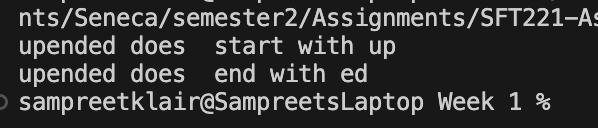 nts/Seneca/semester2/Assignments/SFT221-As
upended does  start with up
upended does  end with ed
sampreetklair@SampreetsLaptop Week 1 %